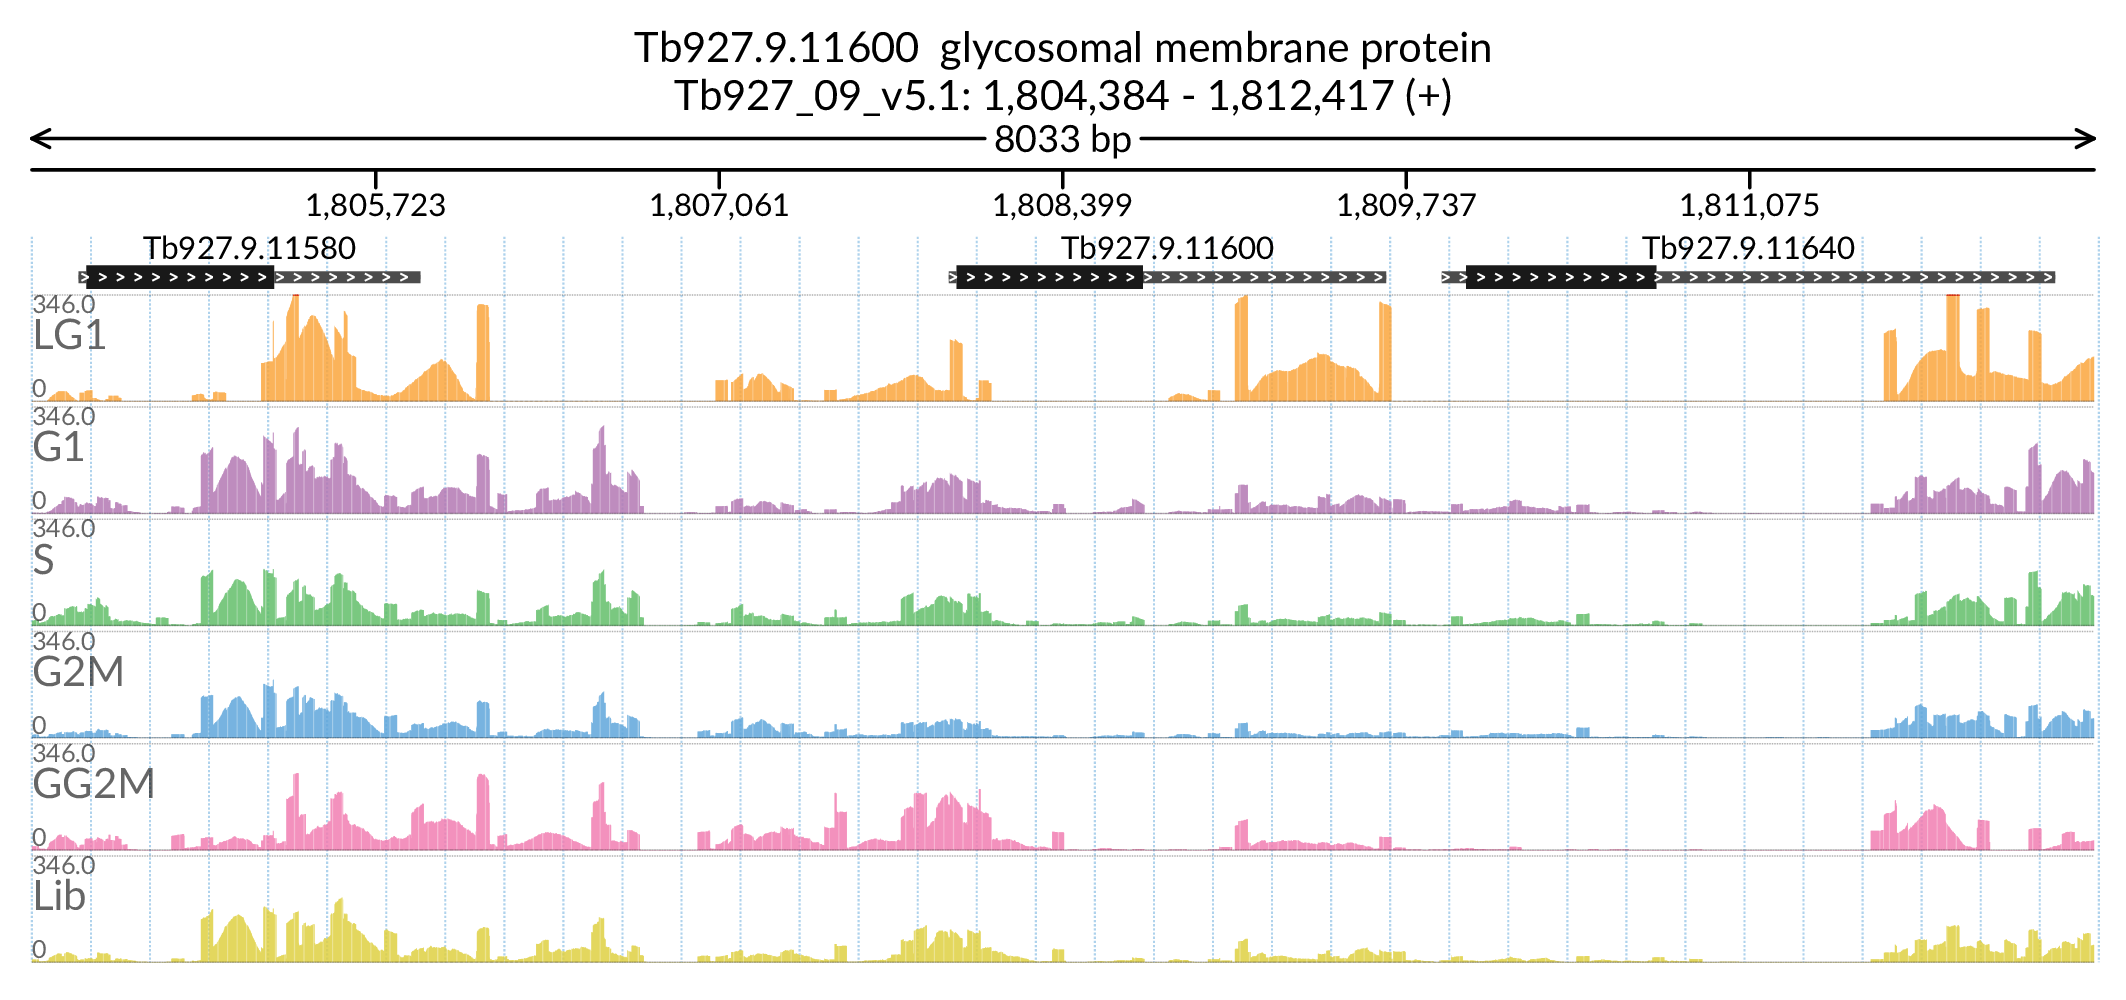 Tb927.9.11600 glycosomal membrane protein
Tb927_09_v5.1: 1,804,384 - 1,812,417 (+)
8033 bp
1,805,723 1,807,061 1,808,399 1,809,737 1,811,075
Tb927.9.11580 Tb927.9.11600 Tb927.9.11640
346.0
LG1
0
346.0
G1
0
346.0
S
0
346.0
G2M
0
346.0
GG2M
0
346.0
Lib
0